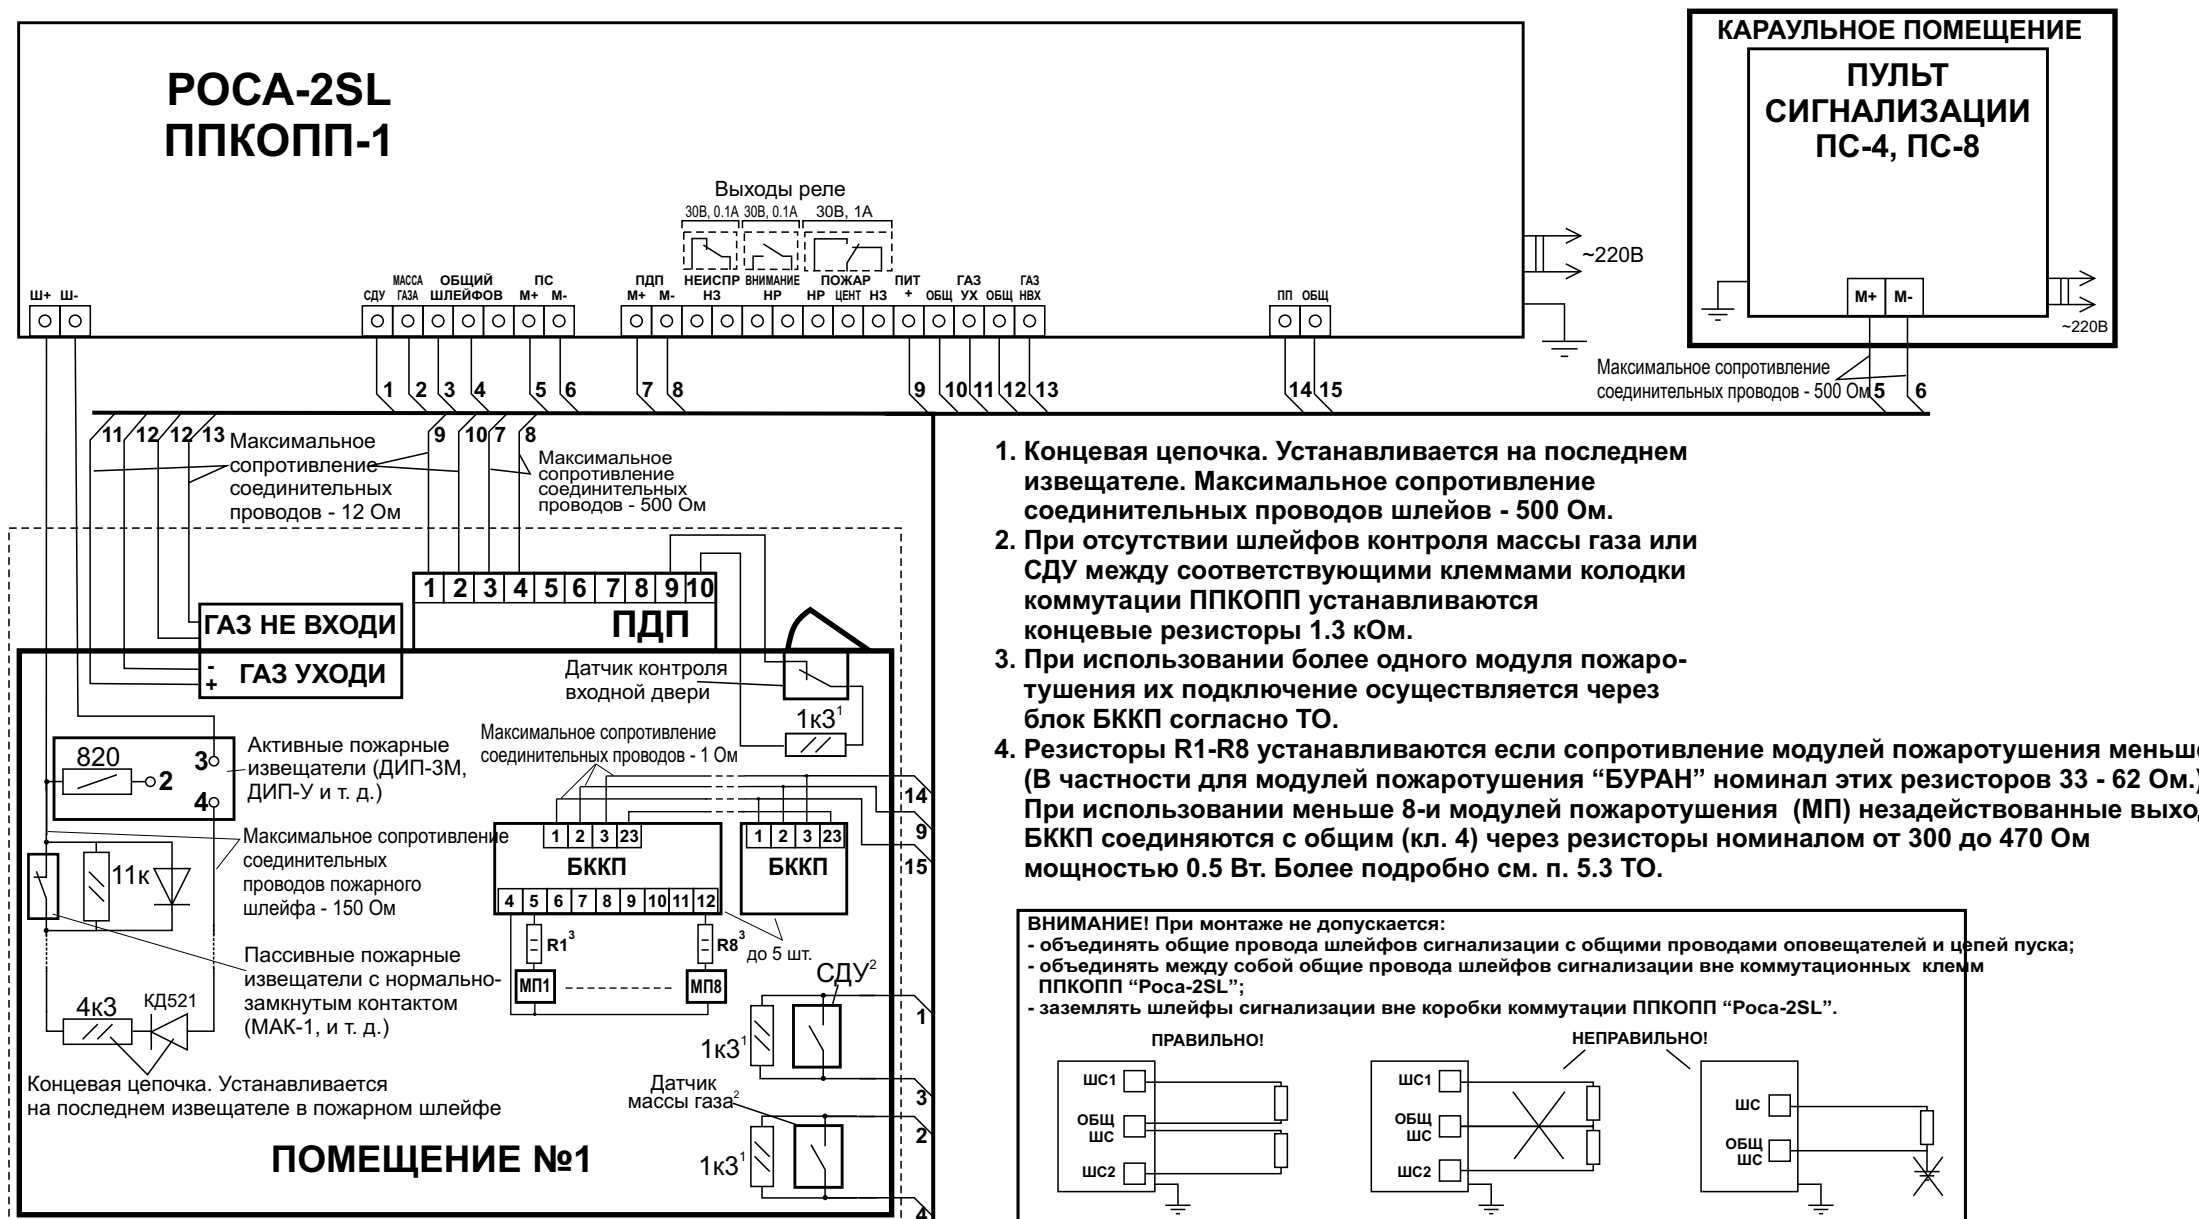 РОСА-2SL
ППКОПП-1
Выходы реле
30В, 0.1А 30В, 0.1А 30В, 1А
~220В
Ш+ Ш-
СДУ
МАССА
ГАЗА
ОБЩИЙ
ШЛЕЙФОВ
ПС
М+ М-
ПДП
М+ М-
НЕИСПР
НЗ
ВНИМАНИЕ
НР
ПОЖАР
НР ЦЕНТ НЗ
ПИТ
+
ОБЩ
ГАЗ
УХ
ОБЩ
ГАЗ
НВХ
ПП ОБЩ
КАРАУЛЬНОЕ ПОМЕЩЕНИЕ
ПУЛЬТ
СИГНАЛИЗАЦИИ
ПС-4, ПС-8
М+ М-
~220В
Максимальное сопротивление
соединительных проводов - 500 Ом
5 6
1 2 3 4 5 6 7 8 9 10 11 12 13 14 15
11 12 12 13
Максимальное
сопротивление
соединительных
проводов - 12 Ом
9 10 7 8
Максимальное
сопротивление
соединительных
проводов - 500 Ом
1 2 3 4 5 6 7 8 9 10
ПДП
ГАЗ НЕ ВХОДИ
- 
+
ГАЗ УХОДИ
Датчик контроля
входной двери
1к3¹
Максимальное сопротивление
соединительных проводов - 1 Ом
820
2
3
4
Активные пожарные
извещатели (ДИП-3М,
ДИП-У и т. д.)
Максимальное сопротивление
соединительных
проводов пожарного
шлейфа - 150 Ом
11к
Пассивные пожарные
извещатели с нормально-
замкнутым контактом
(МАК-1, и т. д.)
4к3
КД521
Концевая цепочка. Устанавливается
на последнем извещателе в пожарном шлейфе
ПОМЕЩЕНИЕ №1
1 2 3 23
БККП
4 5 6 7 8 9 10 11 12
1 2 3 23
БККП
до 5 шт.
R1³
R8³
МП1
МП8
14
9
15
СДУ²
1к3¹
1
3
Датчик
массы газа²
1к3¹
2
4
1. Концевая цепочка. Устанавливается на последнем
извещателе. Максимальное сопротивление
соединительных проводов шлейов - 500 Ом.
2. При отсутствии шлейфов контроля массы газа или
СДУ между соответствующими клеммами колодки
коммутации ППКОПП устанавливаются
концевые резисторы 1.3 кОм.
3. При использовании более одного модуля пожаро-
тушения их подключение осуществляется через
блок БККП согласно ТО.
4. Резисторы R1-R8 устанавливаются если сопротивление модулей пожаротушения меньше
(В частности для модулей пожаротушения “БУРАН” номинал этих резисторов 33 - 62 Ом.)
При использовании меньше 8-и модулей пожаротушения (МП) незадействованные
БККП соединяются с общим (кл. 4) через резисторы номиналом от 300 до 470 Ом
мощностью 0.5 Вт. Более подробно см. п. 5.3 ТО.
ВНИМАНИЕ! При монтаже не допускается:
- объединять общие провода шлейфов сигнализации с общими проводами оповещателей и цепей пуска;
- объединять между собой общие провода шлейфов сигнализации вне коммутационных клемм
ППКОПП “Роса-2SL”;
- заземлять шлейфы сигнализации вне коробки коммутации ППКОПП “Роса-2SL”.
ПРАВИЛЬНО!
НЕПРАВИЛЬНО!
ШС1
ОБЩ
ШС
ШС2
ШС1
ОБЩ
ШС
ШС2
ШС
ОБЩ
ШС